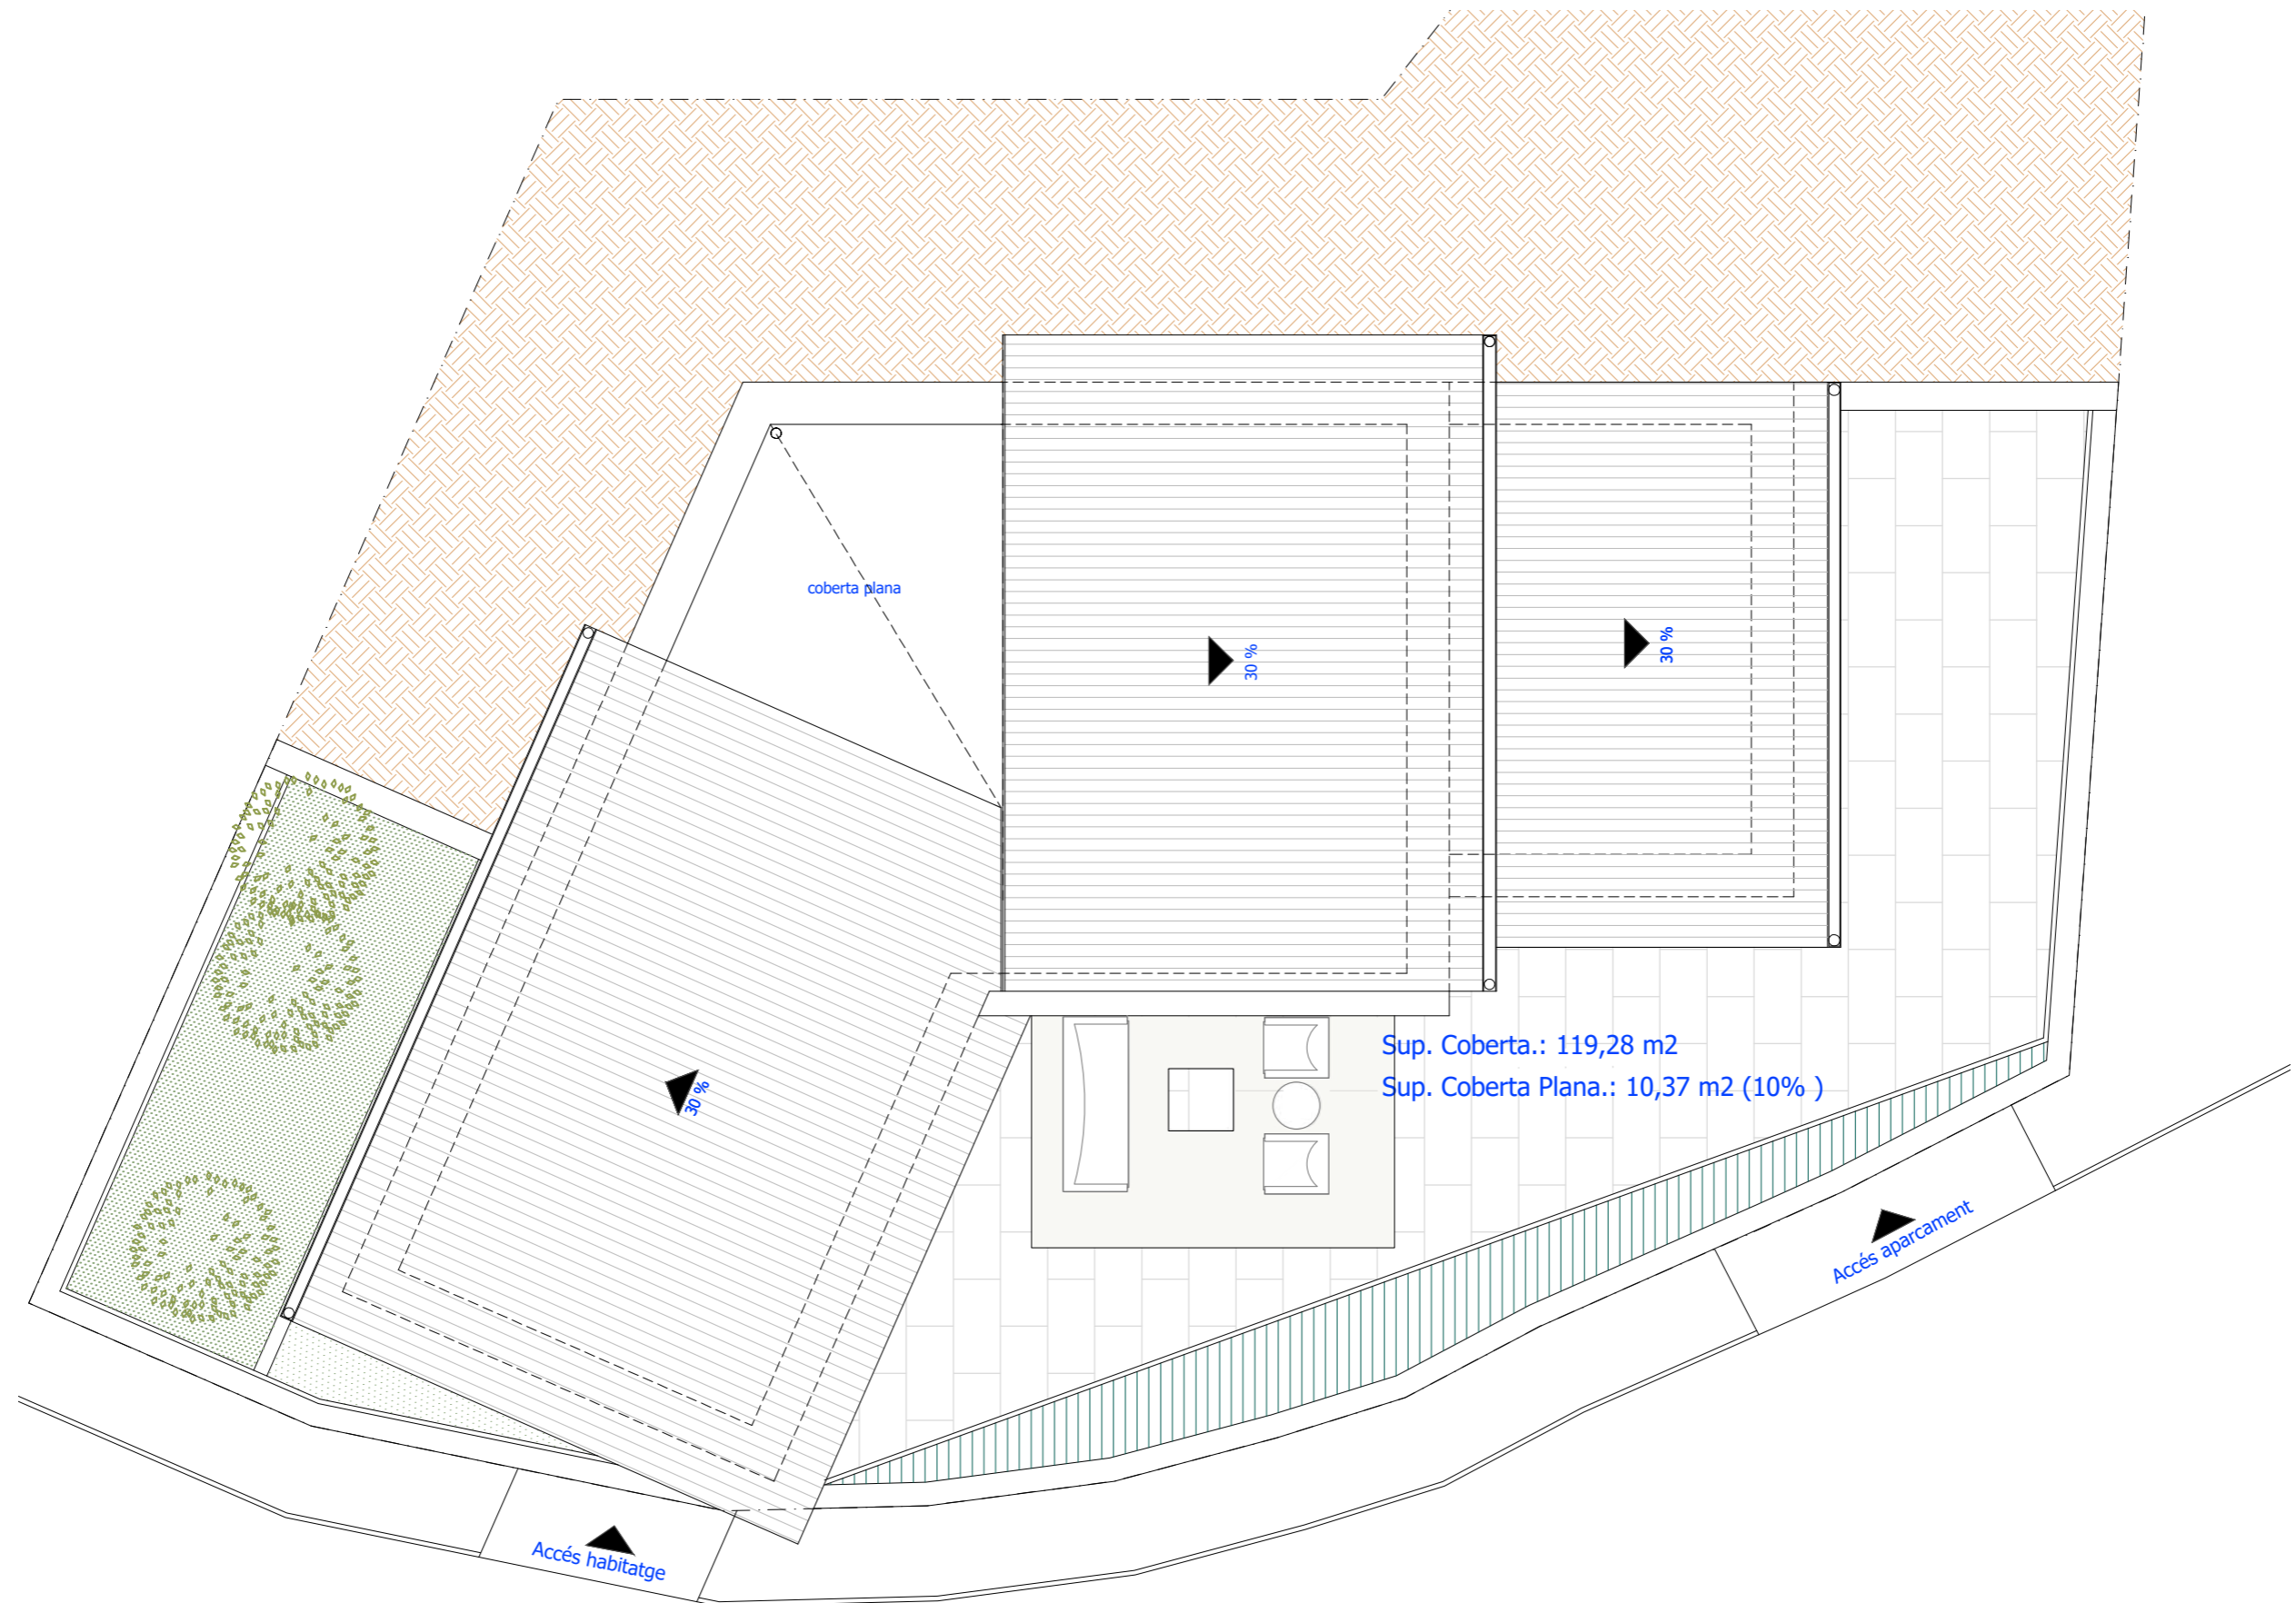 coberta plana
30 %
30 %
Sup. Coberta.: 119,28 m2
Sup. Coberta Plana.: 10,37 m2 (10% )
30 %
Accés aparcament
Accés habitatge